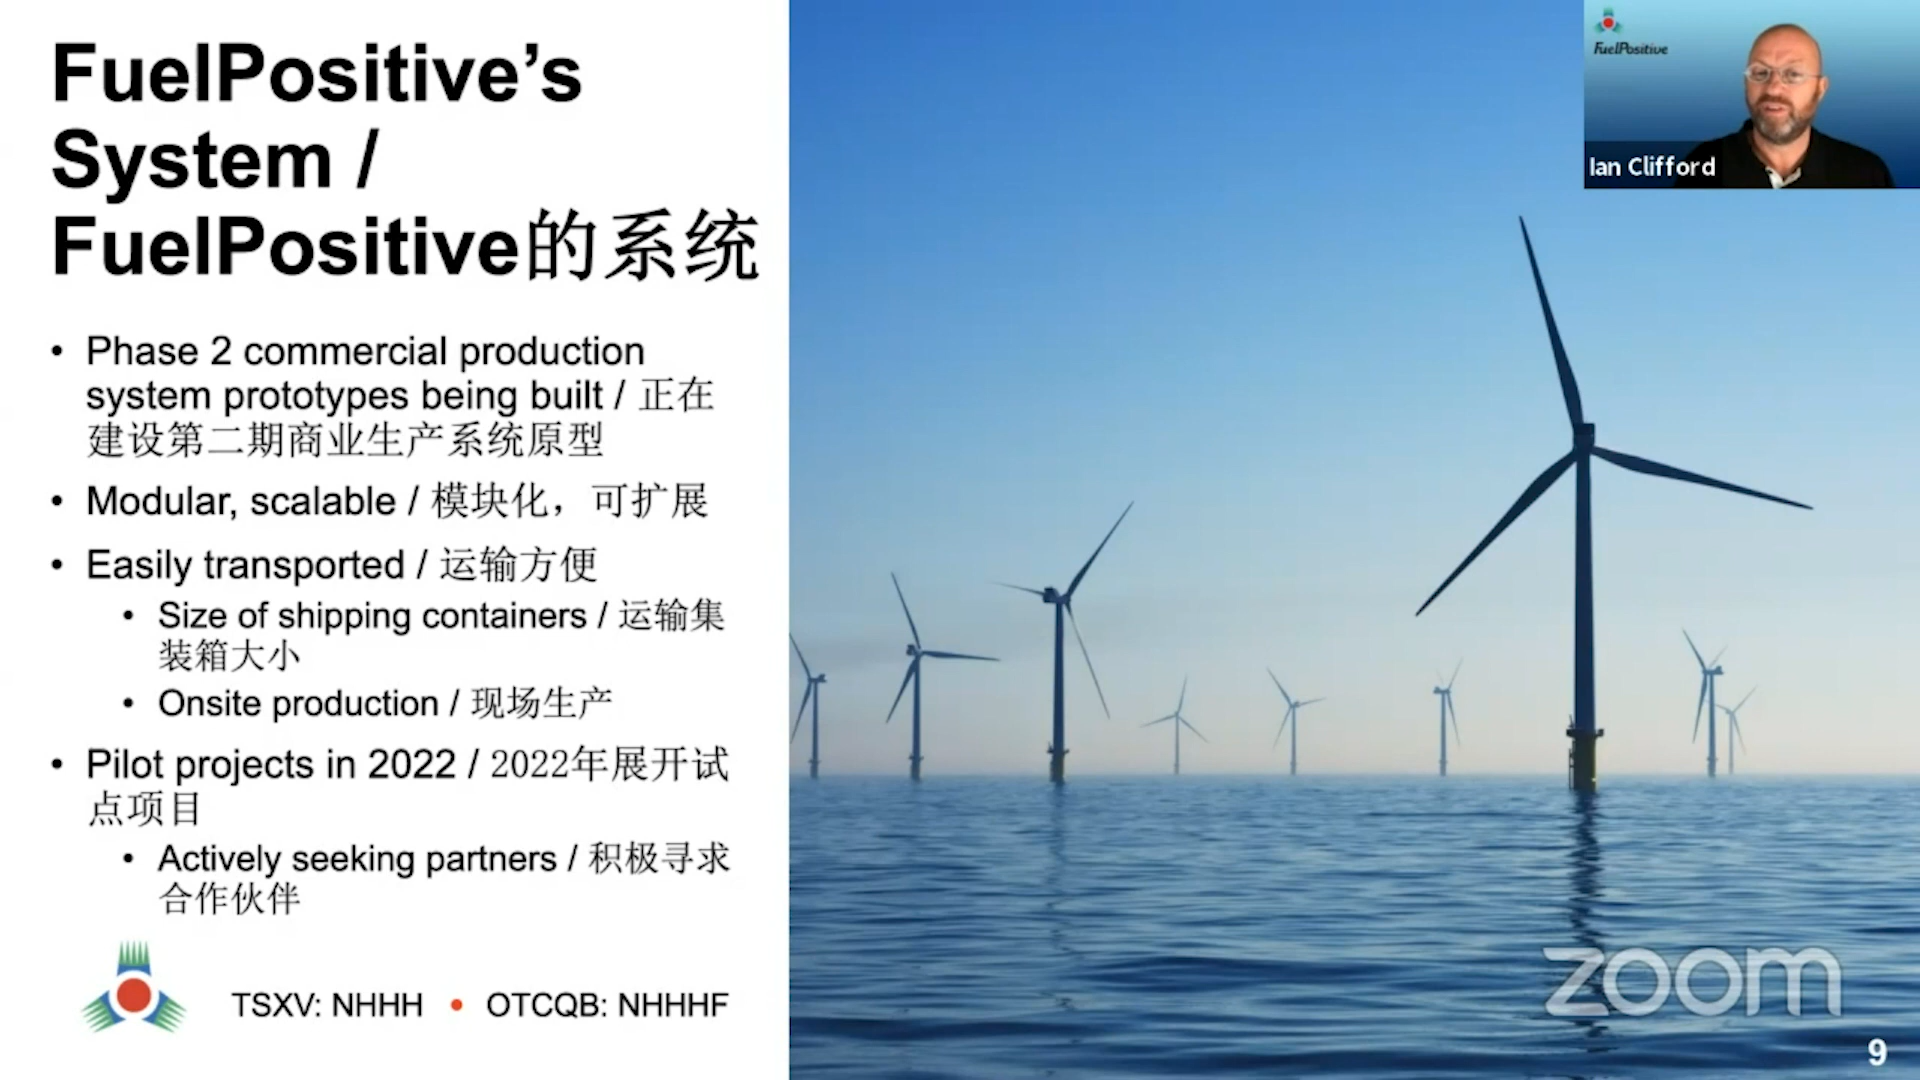 FuelPositive’s
System /
FuelPositive的系统
• Phase 2 commercial production
system prototypes being built / 正在
建设第二期商业生产系统原型
• Modular, scalable / 模块化，可扩展
• Easily transported / 运输方便
• Size of shipping containers / 运输集
装箱大小
• Onsite production / 现场生产
• Pilot projects in 2022 / 2022年展开试
点项目
• Actively seeking partners / 积极寻求
合作伙伴
TSXV: NHHH • OTCQB: NHHHF
FuelPositive
Ian Clifford
zoom
9